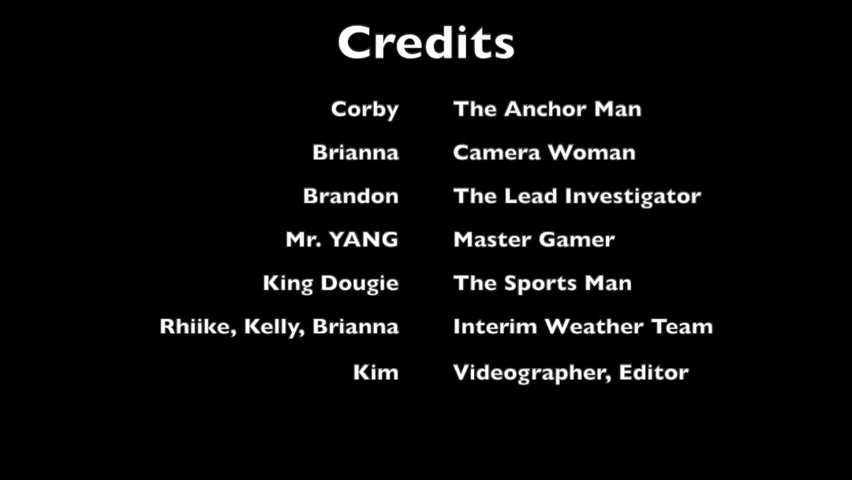 Credits
Corby The Anchor Man
Brianna Camera Woman
Brandon The Lead Investigator
Mr. YANG Master Gamer
King Dougie The Sports Man
Rhiike, Kelly, Brianna Interim Weather Team
Kim Videographer, Editor